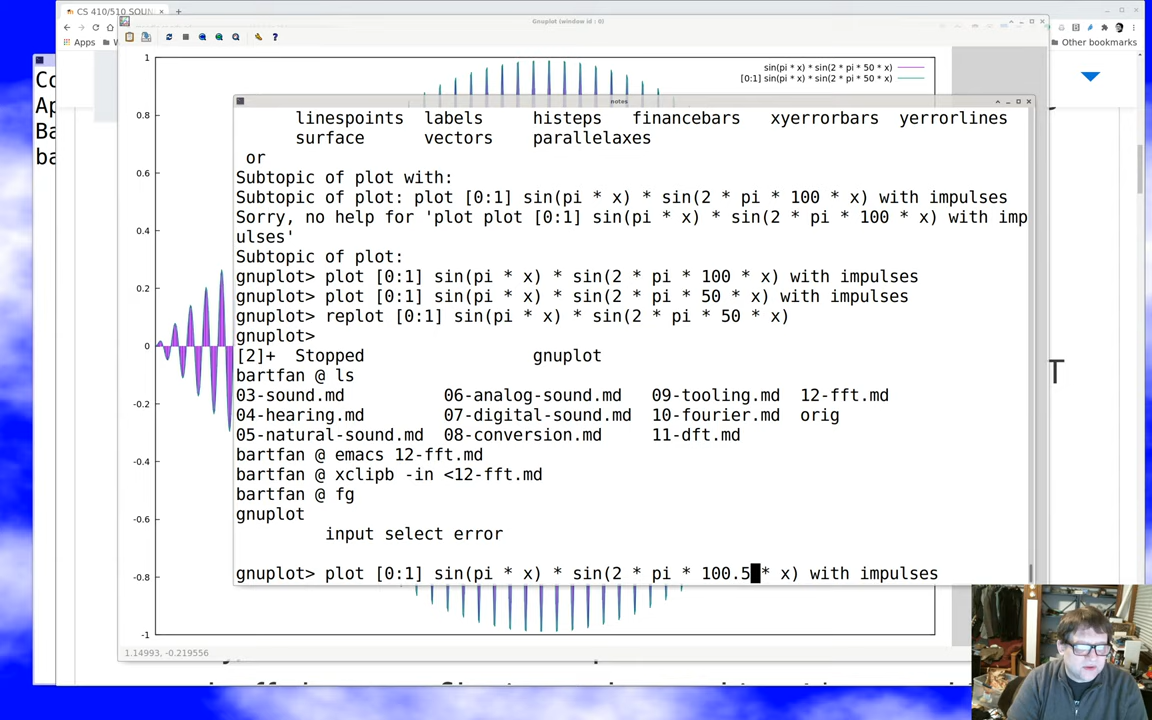 CS 410/510 SOUN
Gnuplot (window id : 0)
Apps
Other bookmarks
Co
Ap
Ba
ba
sin(pi * x) * sin(2 * pi * 50 * x)
[0:1] sin(pi * x) * sin(2 * pi * 50 * x)
1
0.8
0.6
0.4
0.2
0
-0.2
-0.4
-0.6
-0.8
-1
notes
linespoints labels histeps financebars xyerrorbars yerrorlines
surface vectors parallelaxes
or
Subtopic of plot with:
Subtopic of plot: plot [0:1] sin(pi * x) * sin(2 * pi * 100 * x) with impulses
Sorry, no help for 'plot plot [0:1] sin(pi * x) * sin(2 * pi * 100 * x) with imp
ulses'
Subtopic of plot:
gnuplot> plot [0:1] sin(pi * x) * sin(2 * pi * 100 * x) with impulses
gnuplot> plot [0:1] sin(pi * x) * sin(2 * pi * 50 * x) with impulses
gnuplot> replot [0:1] sin(pi * x) * sin(2 * pi * 50 * x)
gnuplot>
[2]+ Stopped gnuplot
bartfan @ ls
03-sound.md 06-analog-sound.md 09-tooling.md 12-fft.md
04-hearing.md 07-digital-sound.md 10-fourier.md orig
05-natural-sound.md 08-conversion.md 11-dft.md
bartfan @ emacs 12-fft.md
bartfan @ xclipb -in <12-fft.md
bartfan @ fg
gnuplot
input select error
gnuplot> plot [0:1] sin(pi * x) * sin(2 * pi * 100.5 * x) with impulses
T
1.14993, -0.219556